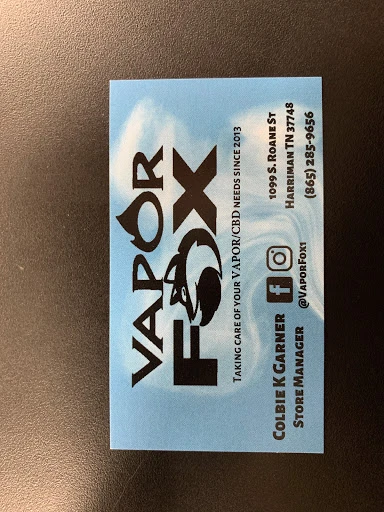 VAPOR
FOX
TAKING CARE OF YOUR VAPOR/CBD NEEDS SINCE 2013
COLBIE K GARNER
STORE MANAGER
@VAPORFOX1
1099 S. ROANE ST
HARRIMAN TN 37748
(865) 285-9656